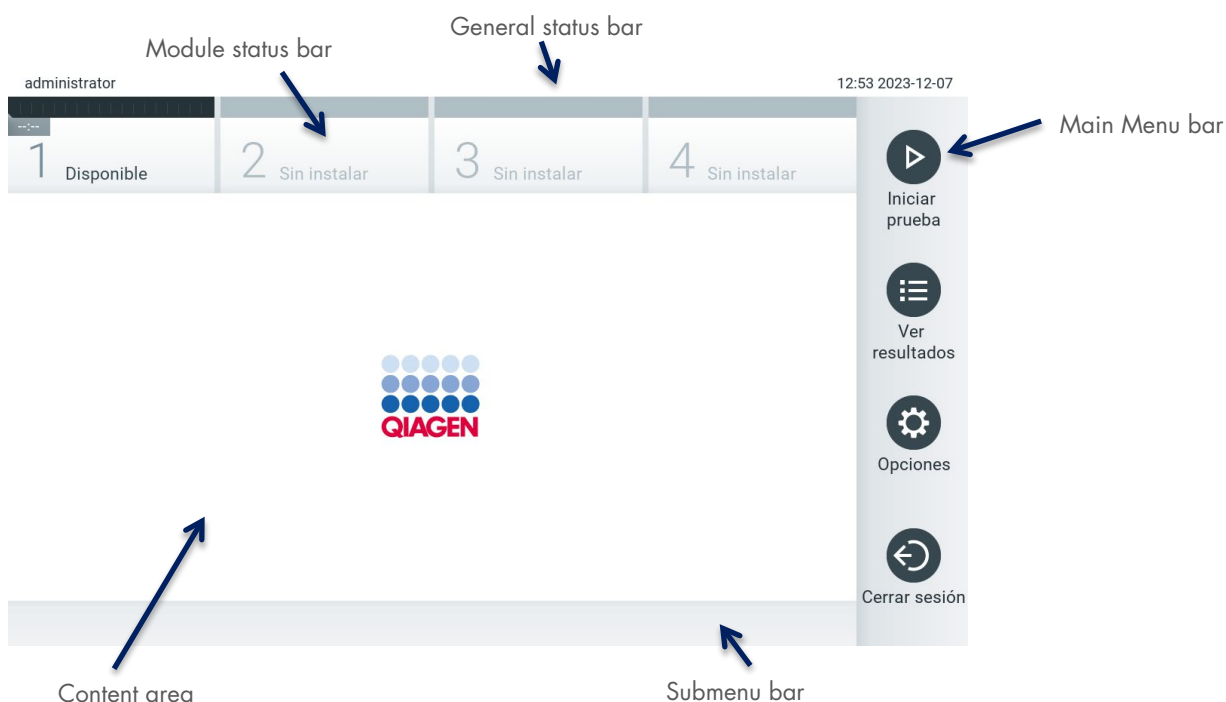 General status bar
Module status bar
administrator
12:53 2023-12-07
Main Menu bar
--:--
1 Disponible
2 Sin instalar
3 Sin instalar
4 Sin instalar
Iniciar
prueba
Ver
resultados
QIAGEN
Opciones
Cerrar sesión
Content area
Submenu bar